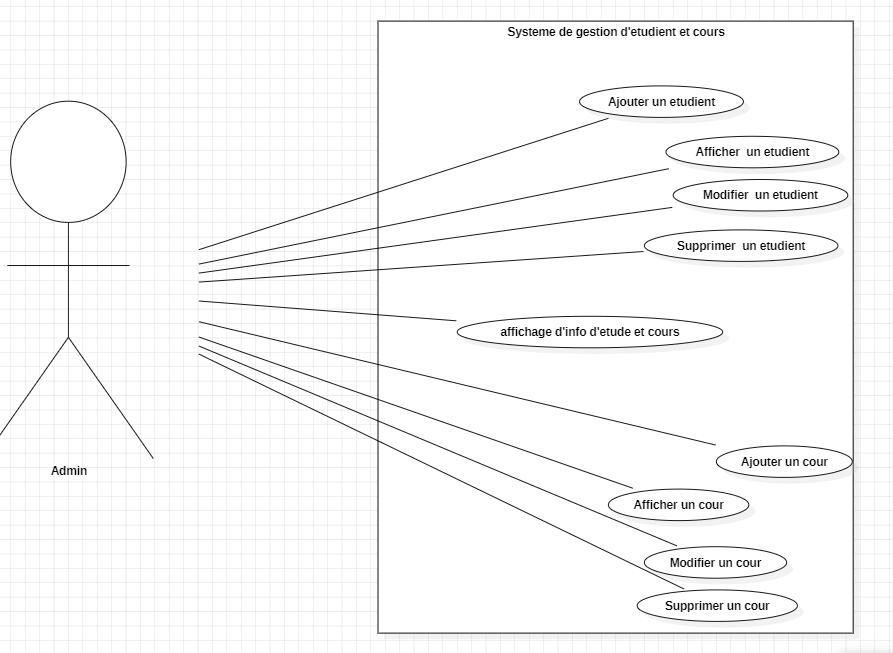 Systeme de gestion d'etudient et cours
Ajouter un etudient
Afficher  un etudient
Modifier  un etudient
Supprimer  un etudient
affichage d'info d'etude et cours
Ajouter un cour
Admin
Afficher un cour
Modifier un cour
Supprimer un cour